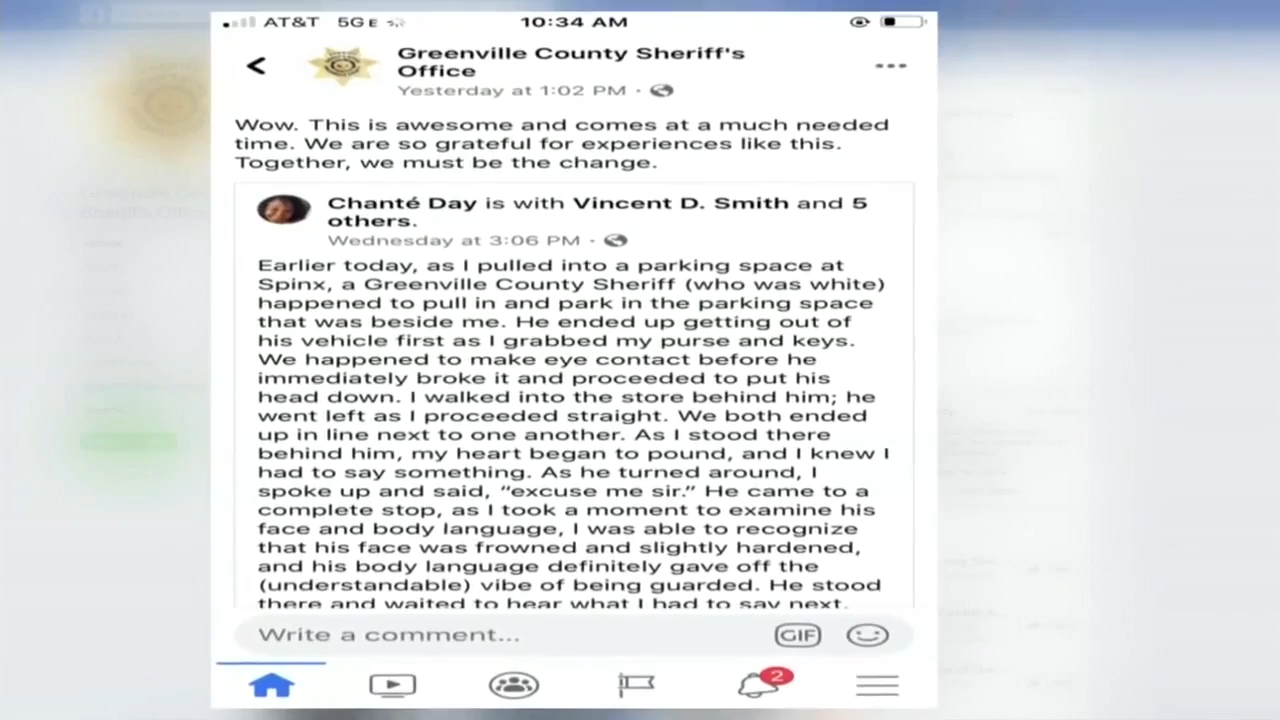 AT&T 5GE 10:34 AM
Greenville County Sheriff's
Office
Yesterday at 1:02 PM ·
Wow. This is awesome and comes at a much needed
time. We are so grateful for experiences like this.
Together, we must be the change.
Chanté Day is with Vincent D. Smith and 5
others.
Wednesday at 3:06 PM ·
Earlier today, as I pulled into a parking space at
Spinx, a Greenville County Sheriff (who was white)
happened to pull in and park in the parking space
that was beside me. He ended up getting out of
his vehicle first as I grabbed my purse and keys.
We happened to make eye contact before he
immediately broke it and proceeded to put his
head down. I walked into the store behind him; he
went left as I proceeded straight. We both ended
up in line next to one another. As I stood there
behind him, my heart began to pound, and I knew I
had to say something. As he turned around, I
spoke up and said, “excuse me sir.” He came to a
complete stop, as I took a moment to examine his
face and body language, I was able to recognize
that his face was frowned and slightly hardened,
and his body language definitely gave off the
(understandable) vibe of being guarded. He stood
there and waited to hear what I had to say next.
Write a comment...
GIF
2